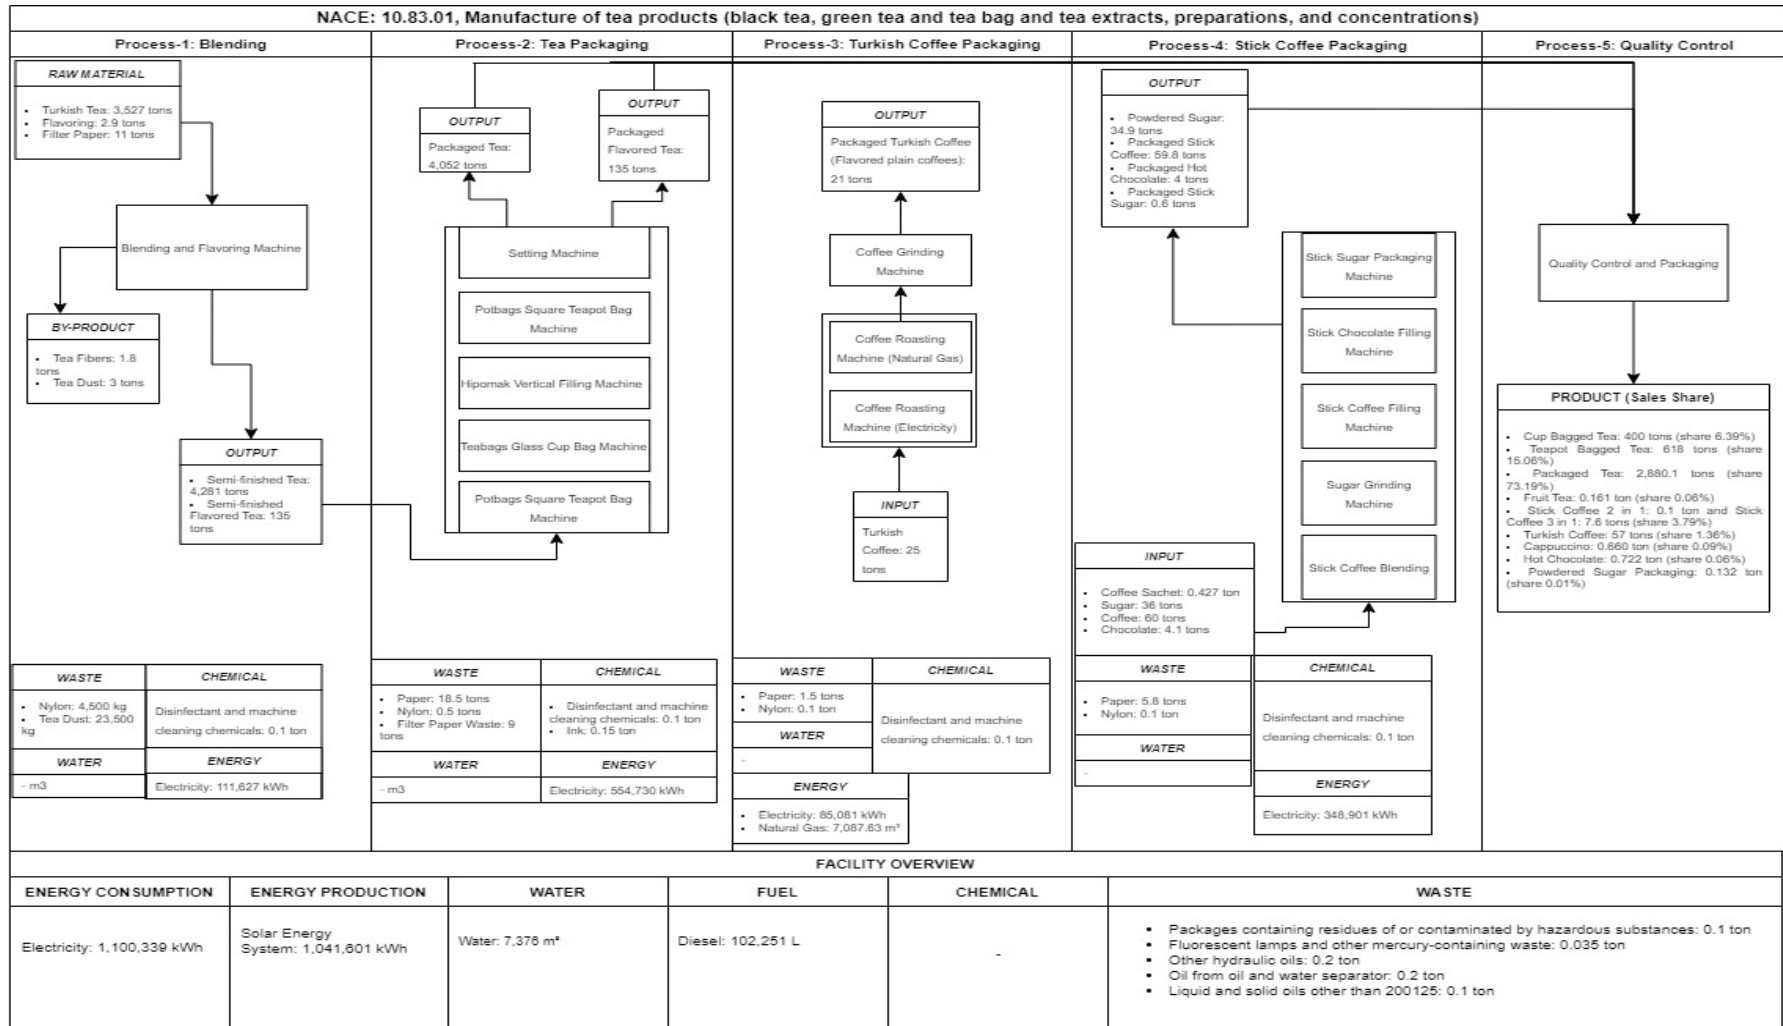 NACE: 10.83.01, Manufacture of tea products (black tea, green tea and tea bag and tea extracts, preparations, and concentrations)
Process-1: Blending
RAW MATERIAL
• Turkish Tea: 3,527 tons
• Flavoring: 2.9 tons
• Filter Paper: 11 tons
Blending and Flavoring Machine
BY-PRODUCT
• Tea Fibers: 1.8
tons
• Tea Dust: 3 tons
OUTPUT
• Semi-finished Tea:
4,281 tons
• Semi-finished
Flavored Tea: 135
tons
WASTE
• Nylon: 4,500 kg
• Tea Dust: 23,500
kg
CHEMICAL
Disinfectant and machine
cleaning chemicals: 0.1 ton
WATER
- m3
ENERGY
Electricity: 111,627 kWh
Process-2: Tea Packaging
OUTPUT
Packaged Tea:
4,052 tons
OUTPUT
Packaged
Flavored Tea:
135 tons
Setting Machine
Potbags Square Teapot Bag
Machine
Hipomak Vertical Filling Machine
Teabags Glass Cup Bag Machine
Potbags Square Teapot Bag
Machine
WASTE
• Paper: 18.5 tons
• Nylon: 0.5 tons
• Filter Paper Waste: 9
tons
CHEMICAL
• Disinfectant and machine
cleaning chemicals: 0.1 ton
• Ink: 0.15 ton
WATER
- m3
ENERGY
Electricity: 554,730 kWh
Process-3: Turkish Coffee Packaging
OUTPUT
Packaged Turkish Coffee
(Flavored plain coffees):
21 tons
Coffee Grinding
Machine
Coffee Roasting
Machine (Natural Gas)
Coffee Roasting
Machine (Electricity)
INPUT
Turkish
Coffee: 25
tons
WASTE
• Paper: 1.5 tons
• Nylon: 0.1 ton
CHEMICAL
Disinfectant and machine
cleaning chemicals: 0.1 ton
WATER
-
ENERGY
• Electricity: 85,081 kWh
• Natural Gas: 7,087.63 m³
Process-4: Stick Coffee Packaging
OUTPUT
• Powdered Sugar:
34.9 tons
• Packaged Stick
Coffee: 59.8 tons
• Packaged Hot
Chocolate: 4 tons
• Packaged Stick
Sugar: 0.6 tons
Stick Sugar Packaging
Machine
Stick Chocolate Filling
Machine
Stick Coffee Filling
Machine
Sugar Grinding
Machine
Stick Coffee Blending
INPUT
• Coffee Sachet: 0.427 ton
• Sugar: 36 tons
• Coffee: 60 tons
• Chocolate: 4.1 tons
WASTE
• Paper: 5.8 tons
• Nylon: 0.1 ton
CHEMICAL
Disinfectant and machine
cleaning chemicals: 0.1 ton
WATER
-
ENERGY
Electricity: 348,901 kWh
Process-5: Quality Control
Quality Control and Packaging
PRODUCT (Sales Share)
• Cup Bagged Tea: 400 tons (share 6.39%)
• Teapot Bagged Tea: 618 tons (share
15.06%)
• Packaged Tea: 2,880.1 tons (share
73.19%)
• Fruit Tea: 0.161 ton (share 0.06%)
• Stick Coffee 2 in 1: 0.1 ton and Stick
Coffee 3 in 1: 7.6 tons (share 3.79%)
• Turkish Coffee: 57 tons (share 1.36%)
• Cappuccino: 0.660 ton (share 0.09%)
• Hot Chocolate: 0.722 ton (share 0.06%)
• Powdered Sugar Packaging: 0.132 ton
(share 0.01%)
FACILITY OVERVIEW
ENERGY CONSUMPTION
Electricity: 1,100,339 kWh
ENERGY PRODUCTION
Solar Energy
System: 1,041,601 kWh
WATER
Water: 7,376 m³
FUEL
Diesel: 102,251 L
CHEMICAL
-
WASTE
• Packages containing residues of or contaminated by hazardous substances: 0.1 ton
• Fluorescent lamps and other mercury-containing waste: 0.035 ton
• Other hydraulic oils: 0.2 ton
• Oil from oil and water separator: 0.2 ton
• Liquid and solid oils other than 200125: 0.1 ton